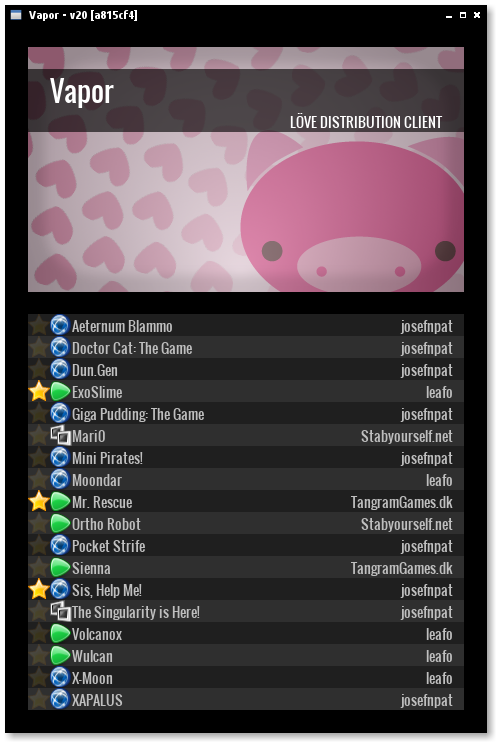 Vapor - v20 [a815cf4]
Vapor
LÖVE DISTRIBUTION CLIENT
Aeternum Blammo josefnpat
Doctor Cat: The Game josefnpat
Dun.Gen josefnpat
ExoSlime leafo
Giga Pudding: The Game josefnpat
Mari0 Stabyourself.net
Mini Pirates! josefnpat
Moondar leafo
Mr. Rescue TangramGames.dk
Ortho Robot Stabyourself.net
Pocket Strife josefnpat
Sienna TangramGames.dk
Sis, Help Me! josefnpat
The Singularity is Here! josefnpat
Volcanox leafo
Wulcan leafo
X-Moon leafo
XAPALUS josefnpat